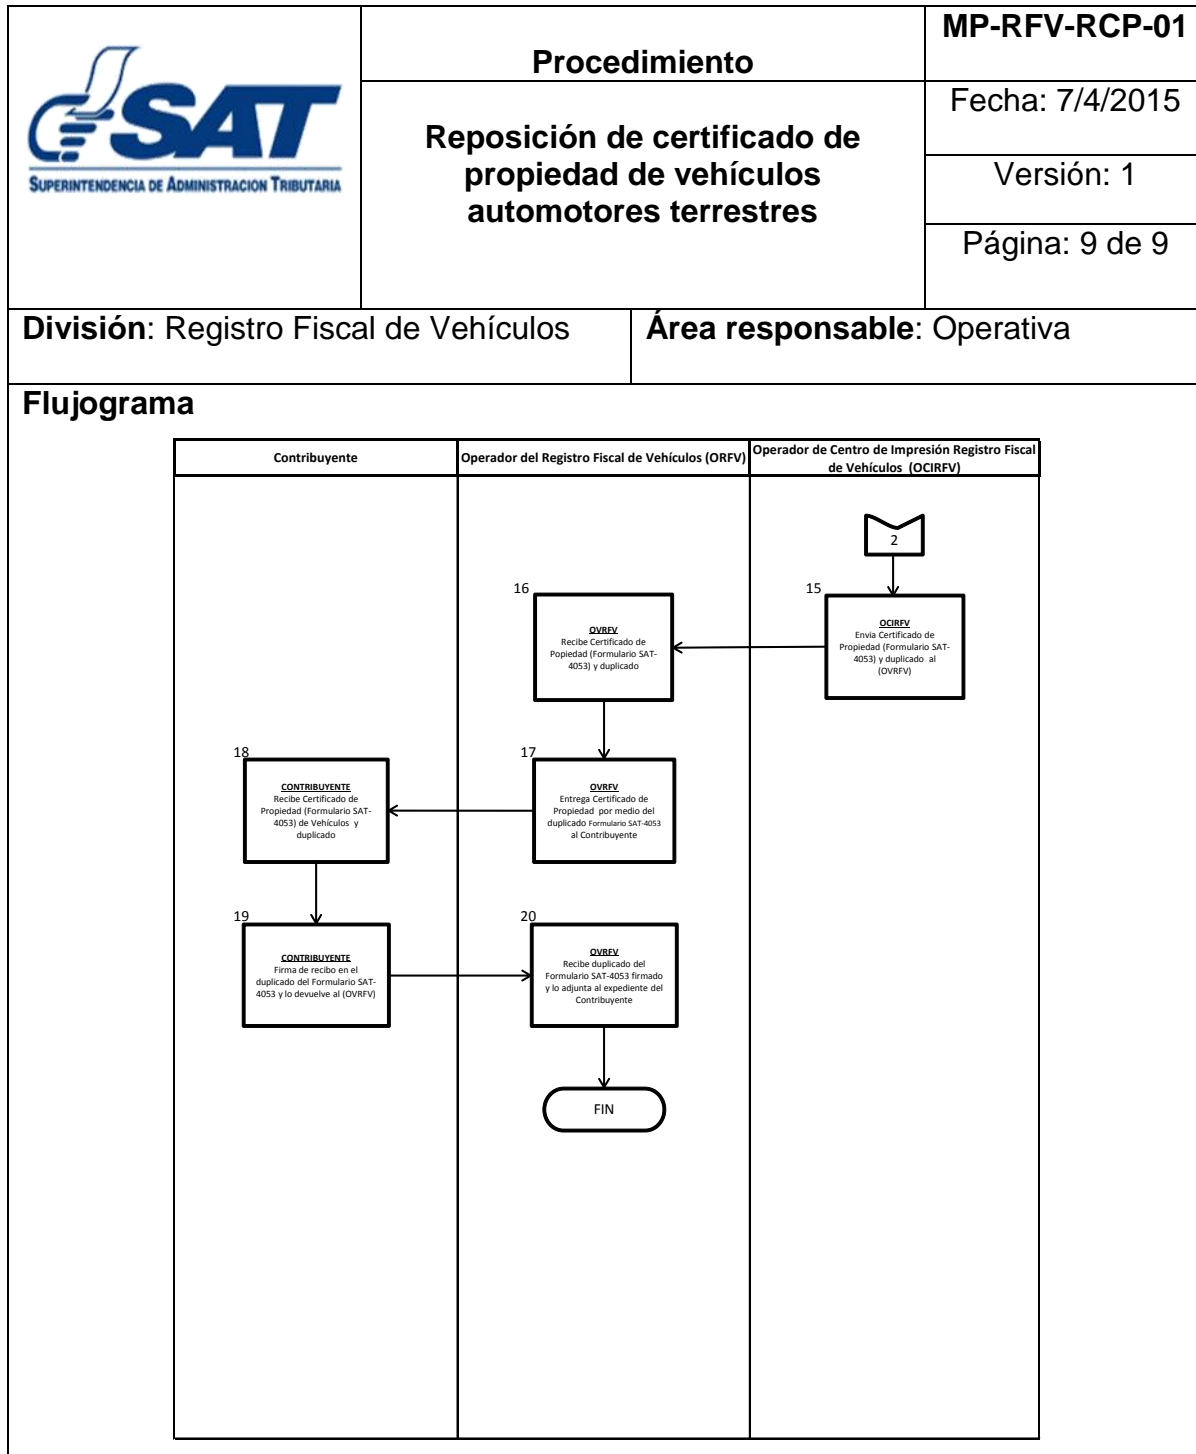 SAT
SUPERINTENDENCIA DE ADMINISTRACION TRIBUTARIA
Procedimiento
Reposición de certificado de
propiedad de vehículos
automotores terrestres
MP-RFV-RCP-01
Fecha: 7/4/2015
Versión: 1
Página: 9 de 9
División: Registro Fiscal de Vehículos
Área responsable: Operativa
Flujograma
Contribuyente
Operador del Registro Fiscal de Vehículos (ORFV)
Operador de Centro de Impresión Registro Fiscal
de Vehículos (OCIRFV)
2
15
OCIRFV
Envia Certificado de
Propiedad (Formulario SAT-
4053) y duplicado al
(OVRFV)
16
OVRFV
Recibe Certificado de
Popiedad (Formulario SAT-
4053) y duplicado
17
OVRFV
Entrega Certificado de
Propiedad por medio del
duplicado Formulario SAT-4053
al Contribuyente
18
CONTRIBUYENTE
Recibe Certificado de
Propiedad (Formulario SAT-
4053) de Vehículos y
duplicado
19
CONTRIBUYENTE
Firma de recibo en el
duplicado del Formulario SAT-
4053 y lo devuelve al (OVRFV)
20
OVRFV
Recibe duplicado del
Formulario SAT-4053 firmado
y lo adjunta al expediente del
Contribuyente
FIN